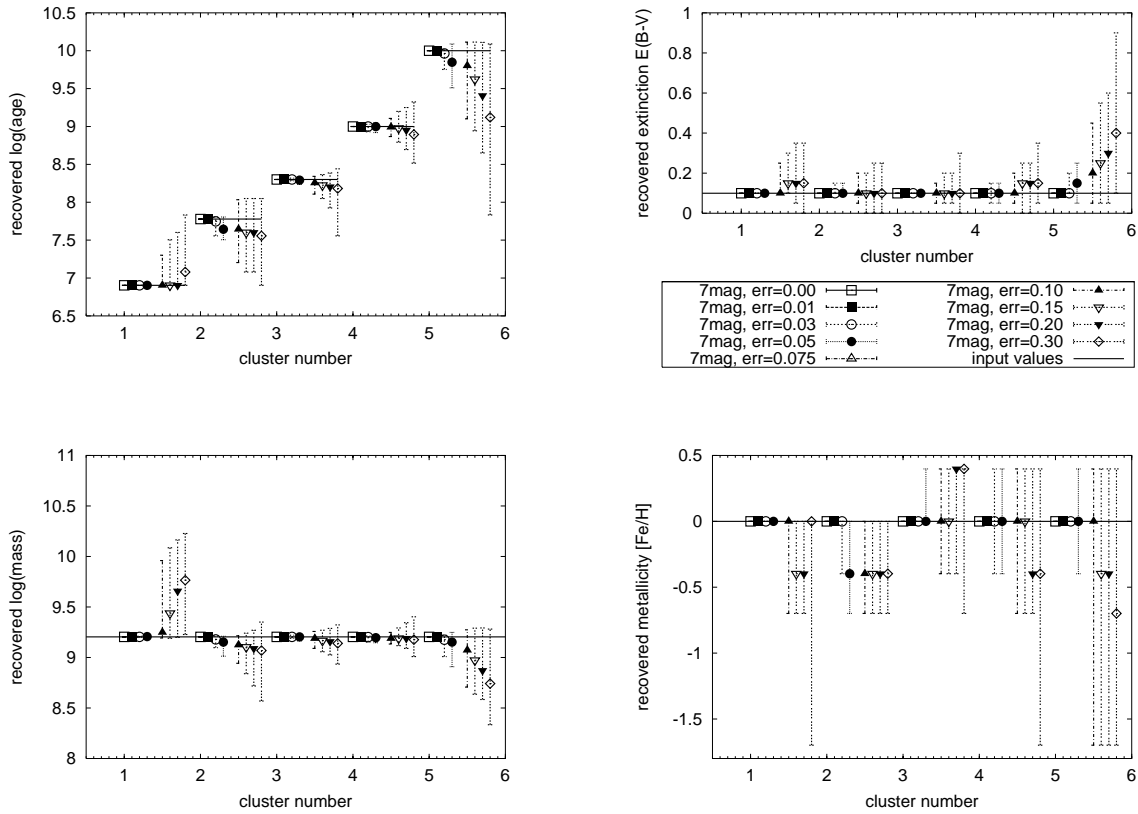 recovered log(age)
10
9.5
9
8.5
8
7.5
7
6.5
1 2 3 4 5 6
cluster number
recovered extinction E(B-V)
1
0.8
0.6
0.4
0.2
0
1 2 3 4 5 6
cluster number
7mag, err=0.00
7mag, err=0.01
7mag, err=0.03
7mag, err=0.05
7mag, err=0.075
7mag, err=0.10
7mag, err=0.15
7mag, err=0.20
7mag, err=0.30
input values
recovered log(mass)
11
10.5
10
9.5
9
8.5
8
1 2 3 4 5 6
cluster number
recovered metallicity [Fe/H]
0.5
0
-0.5
-1
-1.5
1 2 3 4 5 6
cluster number